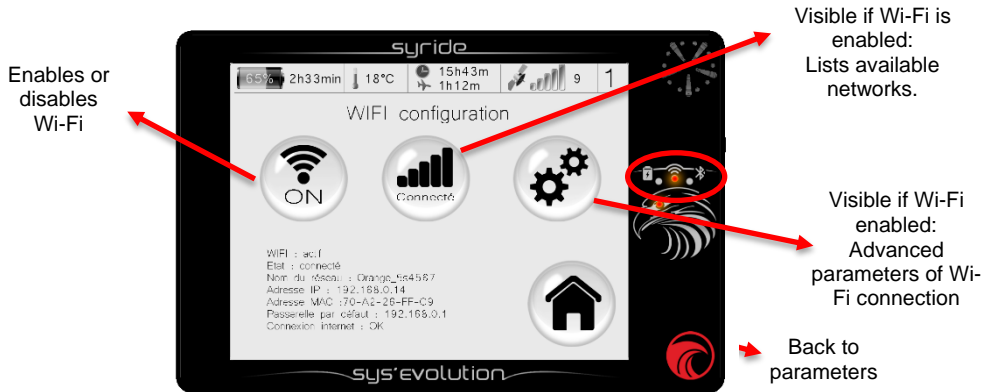 Visible if Wi-Fi is
enabled:
Lists available
networks.
Enables or
disables
Wi-Fi
syride
65% 2h33min 18°C 15h43m 1h12m 9 1
WIFI configuration
ON
Connecté
WIFI : actif
Etat : connecté
Nom du réseau : Orange_5s4567
Adresse IP : 192.168.0.14
Adresse MAC :70-A2-26-FF-C9
Passerelle par défaut : 192.168.0.1
Connexion internet : OK
Visible if Wi-Fi
enabled:
Advanced
parameters of Wi-
Fi connection
Back to
parameters
sys'evolution